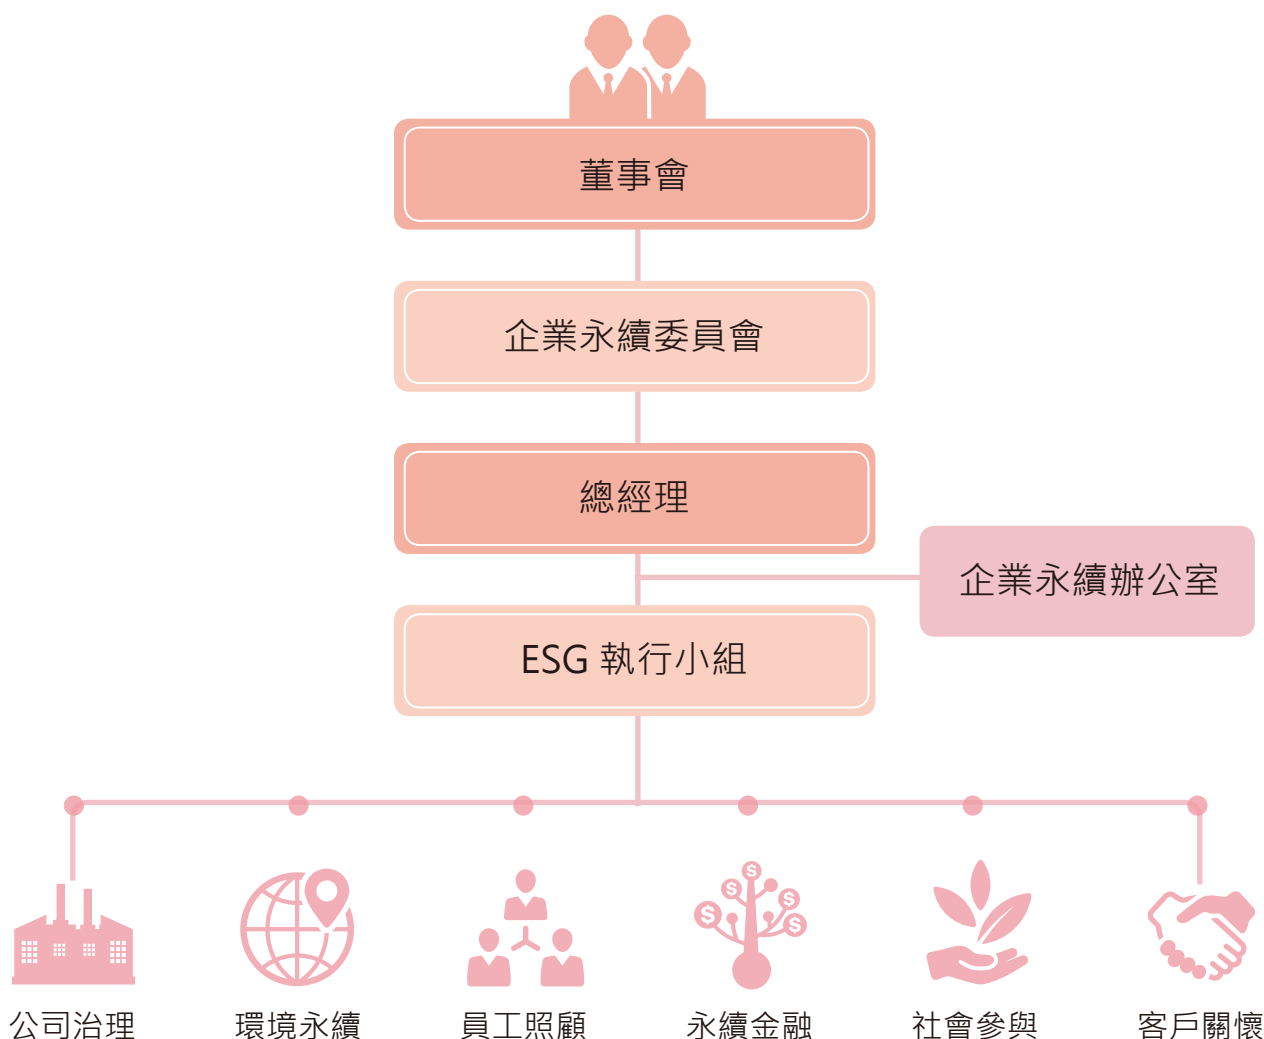 董事會
企業永續委員會
總經理
企業永續辦公室
ESG 執行小組
公司治理
環境永續
員工照顧
永續金融
社會參與
客戶關懷